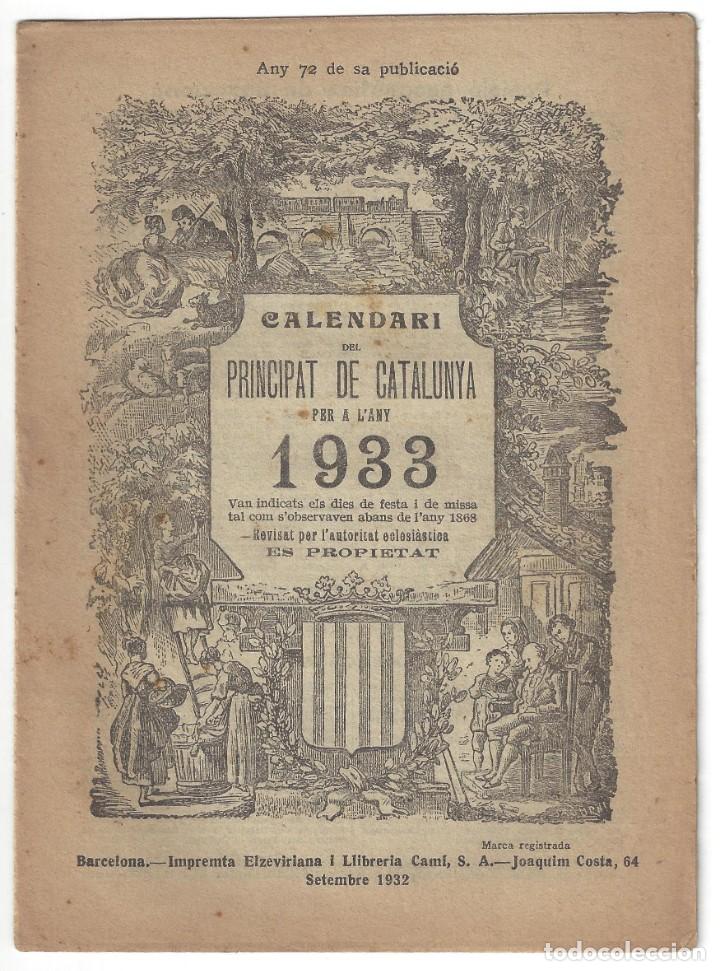 Any 72 de sa publicació
CALENDARI
DEL
PRINCIPAT DE CATALUNYA
PER A L'ANY
1933
Van indicats els dies de festa i de missa
tal com s'observaven abans de l'any 1868
—Revisat per l'autoritat eclesiàstica
ES PROPIETAT
Marca registrada
Barcelona.—Impremta Elzeviriana i Llibreria Camí, S. A.—Joaquim Costa, 64
Setembre 1932
todocoleccion